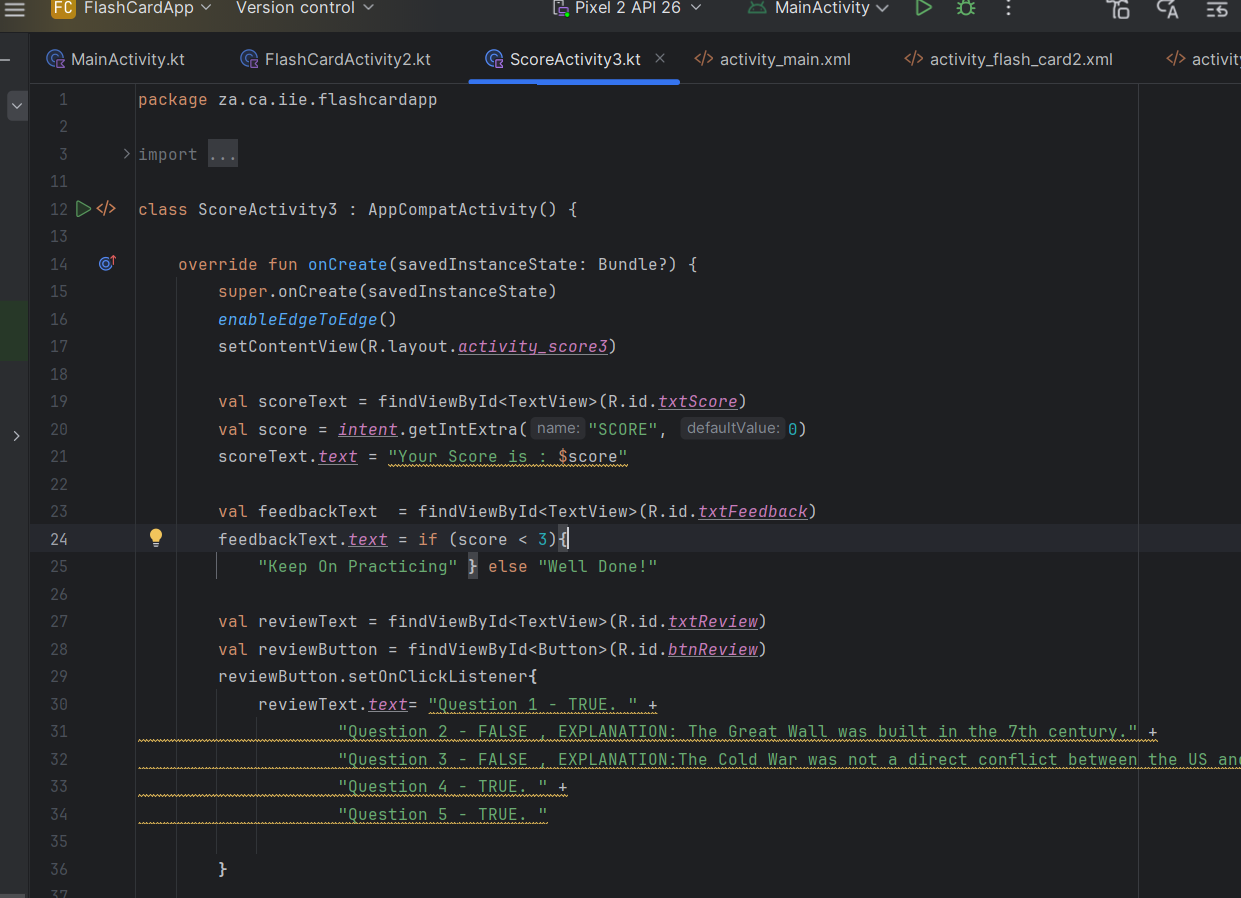 FC FlashCardApp Version control Pixel 2 API 26 MainActivity
MainActivity.kt FlashCardActivity2.kt ScoreActivity3.kt activity_main.xml activity_flash_card2.xml activity
1 package za.ca.iie.flashcardapp
2
3 import ...
11
12 class ScoreActivity3 : AppCompatActivity() {
13
14 override fun onCreate(savedInstanceState: Bundle?) {
15 super.onCreate(savedInstanceState)
16 enableEdgeToEdge()
17 setContentView(R.layout.activity_score3)
18
19 val scoreText = findViewById<TextView>(R.id.txtScore)
20 val score = intent.getIntExtra( name: "SCORE", defaultValue: 0)
21 scoreText.text = "Your Score is : $score"
22
23 val feedbackText  = findViewById<TextView>(R.id.txtFeedback)
24 feedbackText.text = if (score < 3){
25 "Keep On Practicing" } else "Well Done!"
26
27 val reviewText = findViewById<TextView>(R.id.txtReview)
28 val reviewButton = findViewById<Button>(R.id.btnReview)
29 reviewButton.setOnClickListener{
30 reviewText.text= "Question 1 - TRUE. " +
31 "Question 2 - FALSE , EXPLANATION: The Great Wall was built in the 7th century." +
32 "Question 3 - FALSE , EXPLANATION:The Cold War was not a direct conflict between the US and
33 "Question 4 - TRUE. " +
34 "Question 5 - TRUE. "
35
36 }
37